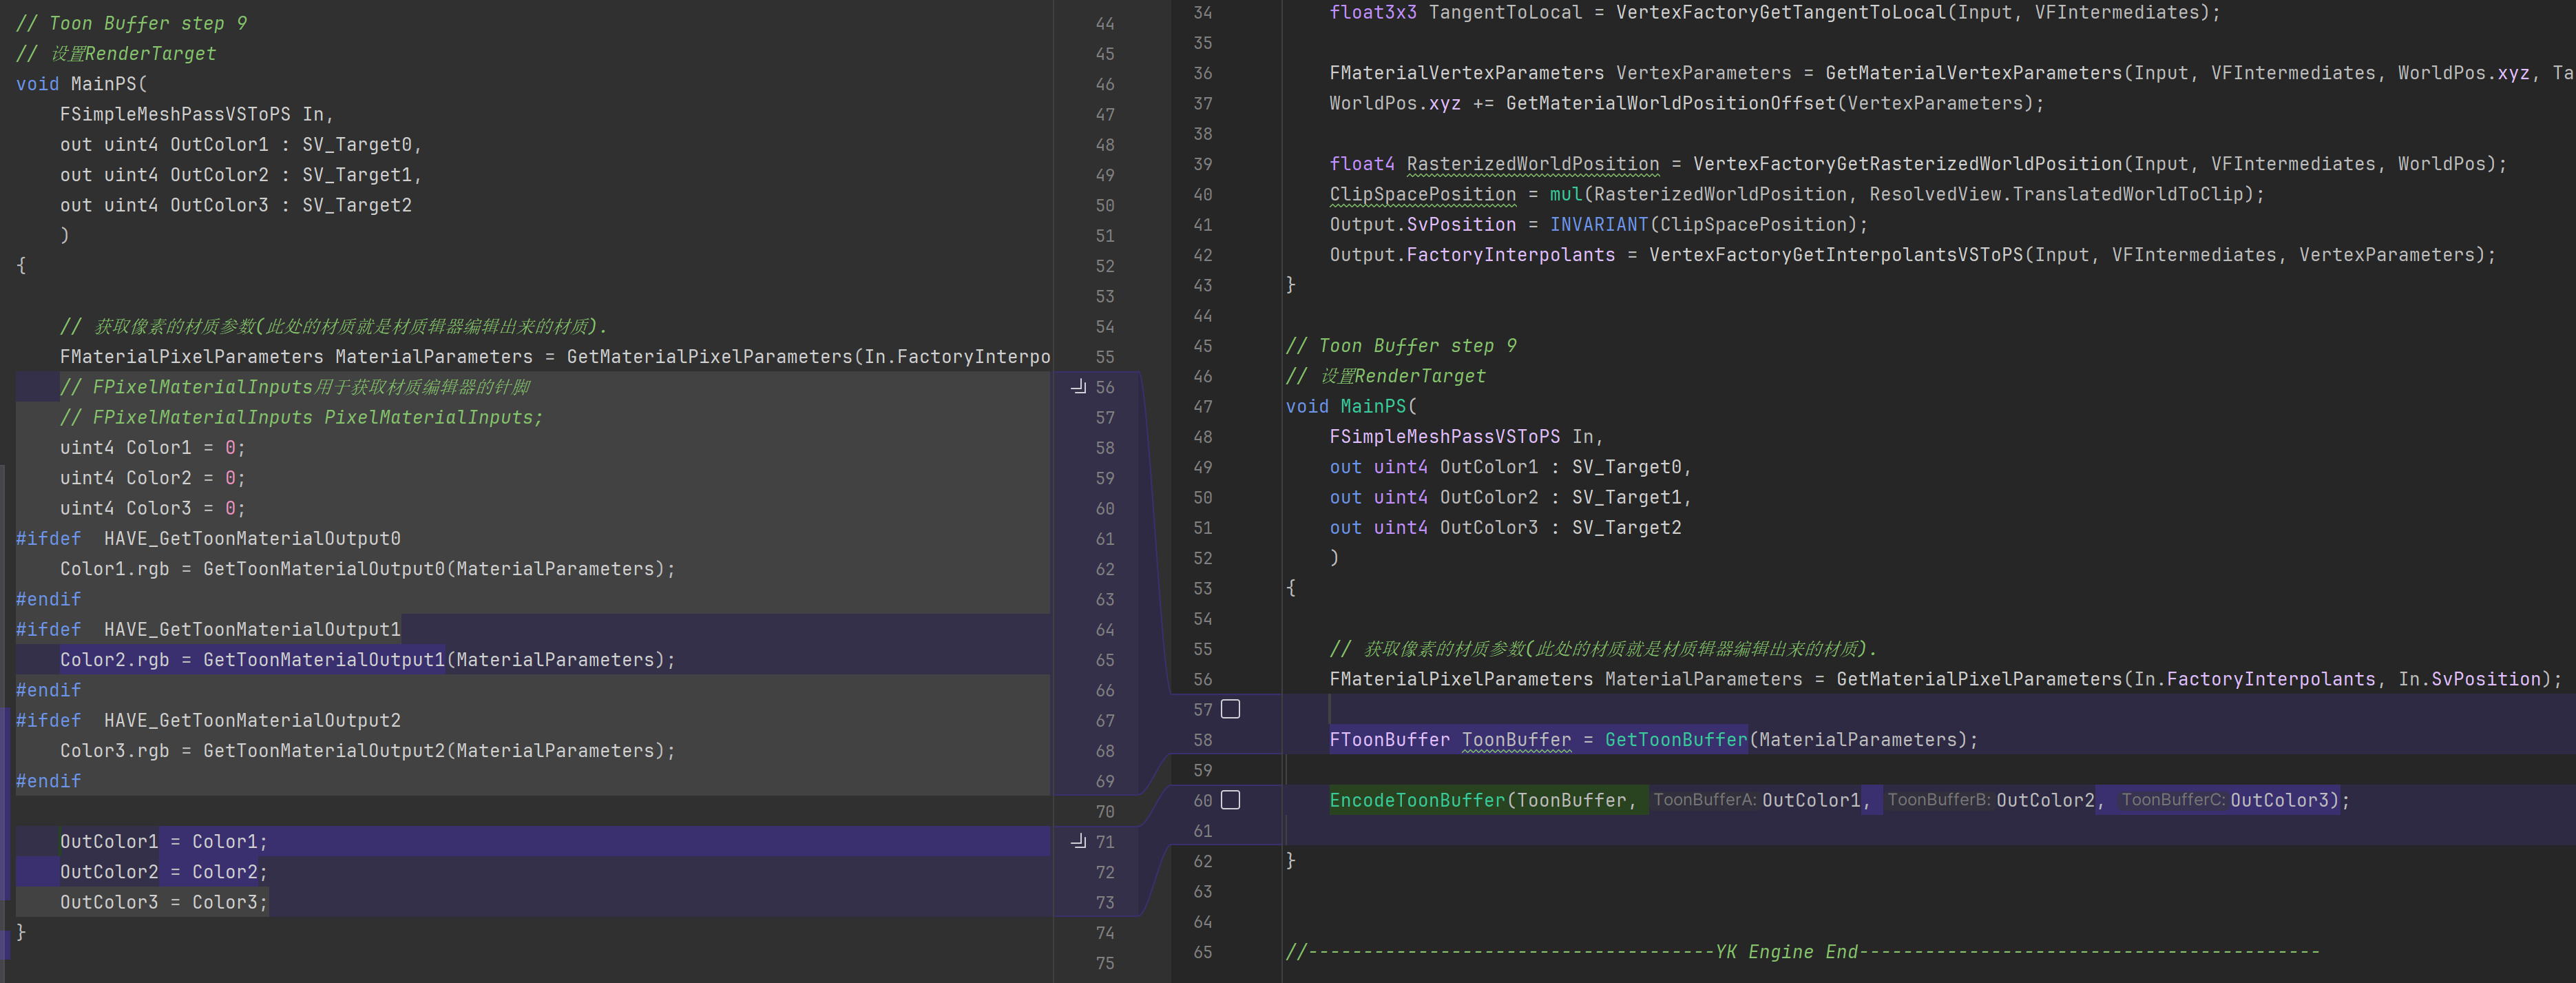 // Toon Buffer step 9
// 设置RenderTarget
void MainPS(
FSimpleMeshPassVSToPS In,
out uint4 OutColor1 : SV_Target0,
out uint4 OutColor2 : SV_Target1,
out uint4 OutColor3 : SV_Target2
)
{
// 获取像素的材质参数(此处的材质就是材质辑器编辑出来的材质).
FMaterialPixelParameters MaterialParameters = GetMaterialPixelParameters(In.FactoryInterpo
// FPixelMaterialInputs用于获取材质编辑器的针脚
// FPixelMaterialInputs PixelMaterialInputs;
uint4 Color1 = 0;
uint4 Color2 = 0;
uint4 Color3 = 0;
#ifdef  HAVE_GetToonMaterialOutput0
Color1.rgb = GetToonMaterialOutput0(MaterialParameters);
#endif
#ifdef  HAVE_GetToonMaterialOutput1
Color2.rgb = GetToonMaterialOutput1(MaterialParameters);
#endif
#ifdef  HAVE_GetToonMaterialOutput2
Color3.rgb = GetToonMaterialOutput2(MaterialParameters);
#endif
OutColor1 = Color1;
OutColor2 = Color2;
OutColor3 = Color3;
}
44
45
46
47
48
49
50
51
52
53
54
55
56
57
58
59
60
61
62
63
64
65
66
67
68
69
70
71
72
73
74
75
34 float3x3 TangentToLocal = VertexFactoryGetTangentToLocal(Input, VFIntermediates);
35
36 FMaterialVertexParameters VertexParameters = GetMaterialVertexParameters(Input, VFIntermediates, WorldPos.xyz, Ta
37 WorldPos.xyz += GetMaterialWorldPositionOffset(VertexParameters);
38
39 float4 RasterizedWorldPosition = VertexFactoryGetRasterizedWorldPosition(Input, VFIntermediates, WorldPos);
40 ClipSpacePosition = mul(RasterizedWorldPosition, ResolvedView.TranslatedWorldToClip);
41 Output.SvPosition = INVARIANT(ClipSpacePosition);
42 Output.FactoryInterpolants = VertexFactoryGetInterpolantsVSToPS(Input, VFIntermediates, VertexParameters);
43 }
44
45 // Toon Buffer step 9
46 // 设置RenderTarget
47 void MainPS(
48 FSimpleMeshPassVSToPS In,
49 out uint4 OutColor1 : SV_Target0,
50 out uint4 OutColor2 : SV_Target1,
51 out uint4 OutColor3 : SV_Target2
52 )
53 {
54
55 // 获取像素的材质参数(此处的材质就是材质辑器编辑出来的材质).
56 FMaterialPixelParameters MaterialParameters = GetMaterialPixelParameters(In.FactoryInterpolants, In.SvPosition);
57
58 FToonBuffer ToonBuffer = GetToonBuffer(MaterialParameters);
59
60 EncodeToonBuffer(ToonBuffer, ToonBufferA: OutColor1, ToonBufferB: OutColor2, ToonBufferC: OutColor3);
61
62 }
63
64
65 //-------------------------------------YK Engine End------------------------------------------